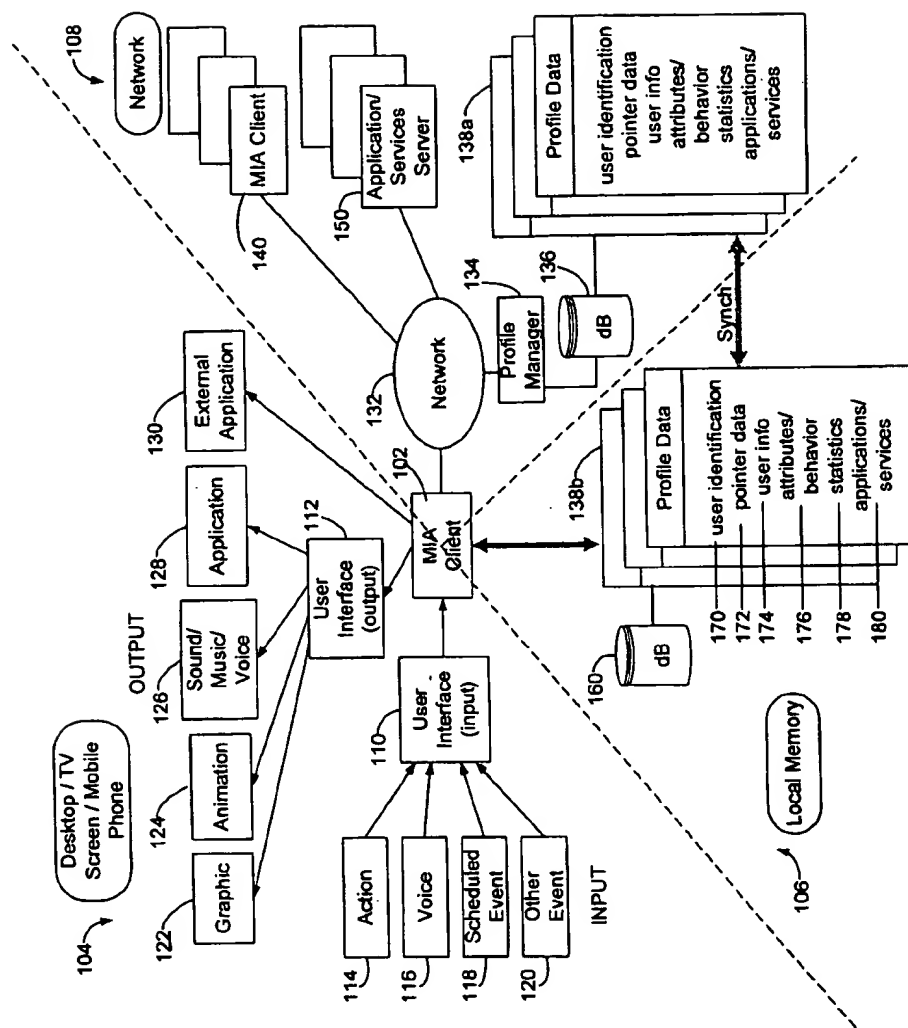 104
Desktop / TV
Screen / Mobile
Phone
OUTPUT
122
Graphic
124
Animation
126
Sound/
Music/
Voice
128
Application
130
External
Application
112
User
Interface
(output)
114
Action
116
Voice
118
Scheduled
Event
120
Other
Event
INPUT
110
User
Interface
(input)
102
MIA
Client
108
Network
140
MIA Client
150
Application/
Services
Server
132
Network
134
Profile
Manager
136
dB
138a
Profile Data
user identification
pointer data
user info
attributes/
behavior
statistics
applications/
services
Synch
106
Local Memory
160
dB
138b
Profile Data
170
user identification
172
pointer data
174
user info
attributes/
176
behavior
178
statistics
applications/
180
services